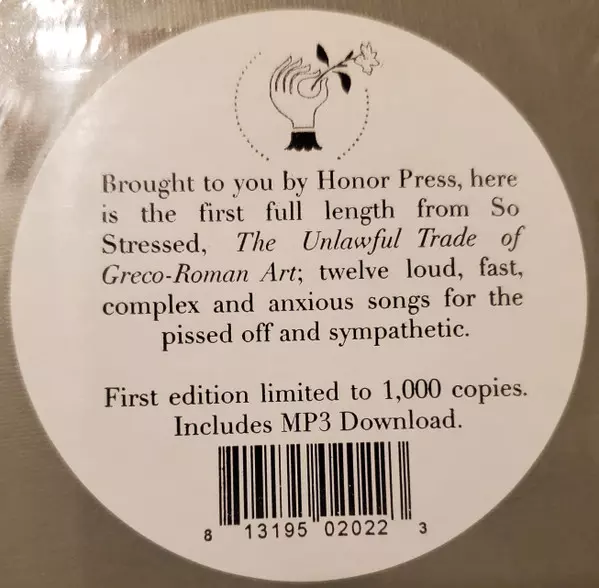 Brought to you by Honor Press, here
is the first full length from So
Stressed, The Unlawful Trade of
Greco-Roman Art; twelve loud, fast,
complex and anxious songs for the
pissed off and sympathetic.
First edition limited to 1,000 copies.
Includes MP3 Download.
8 13195 02022 3